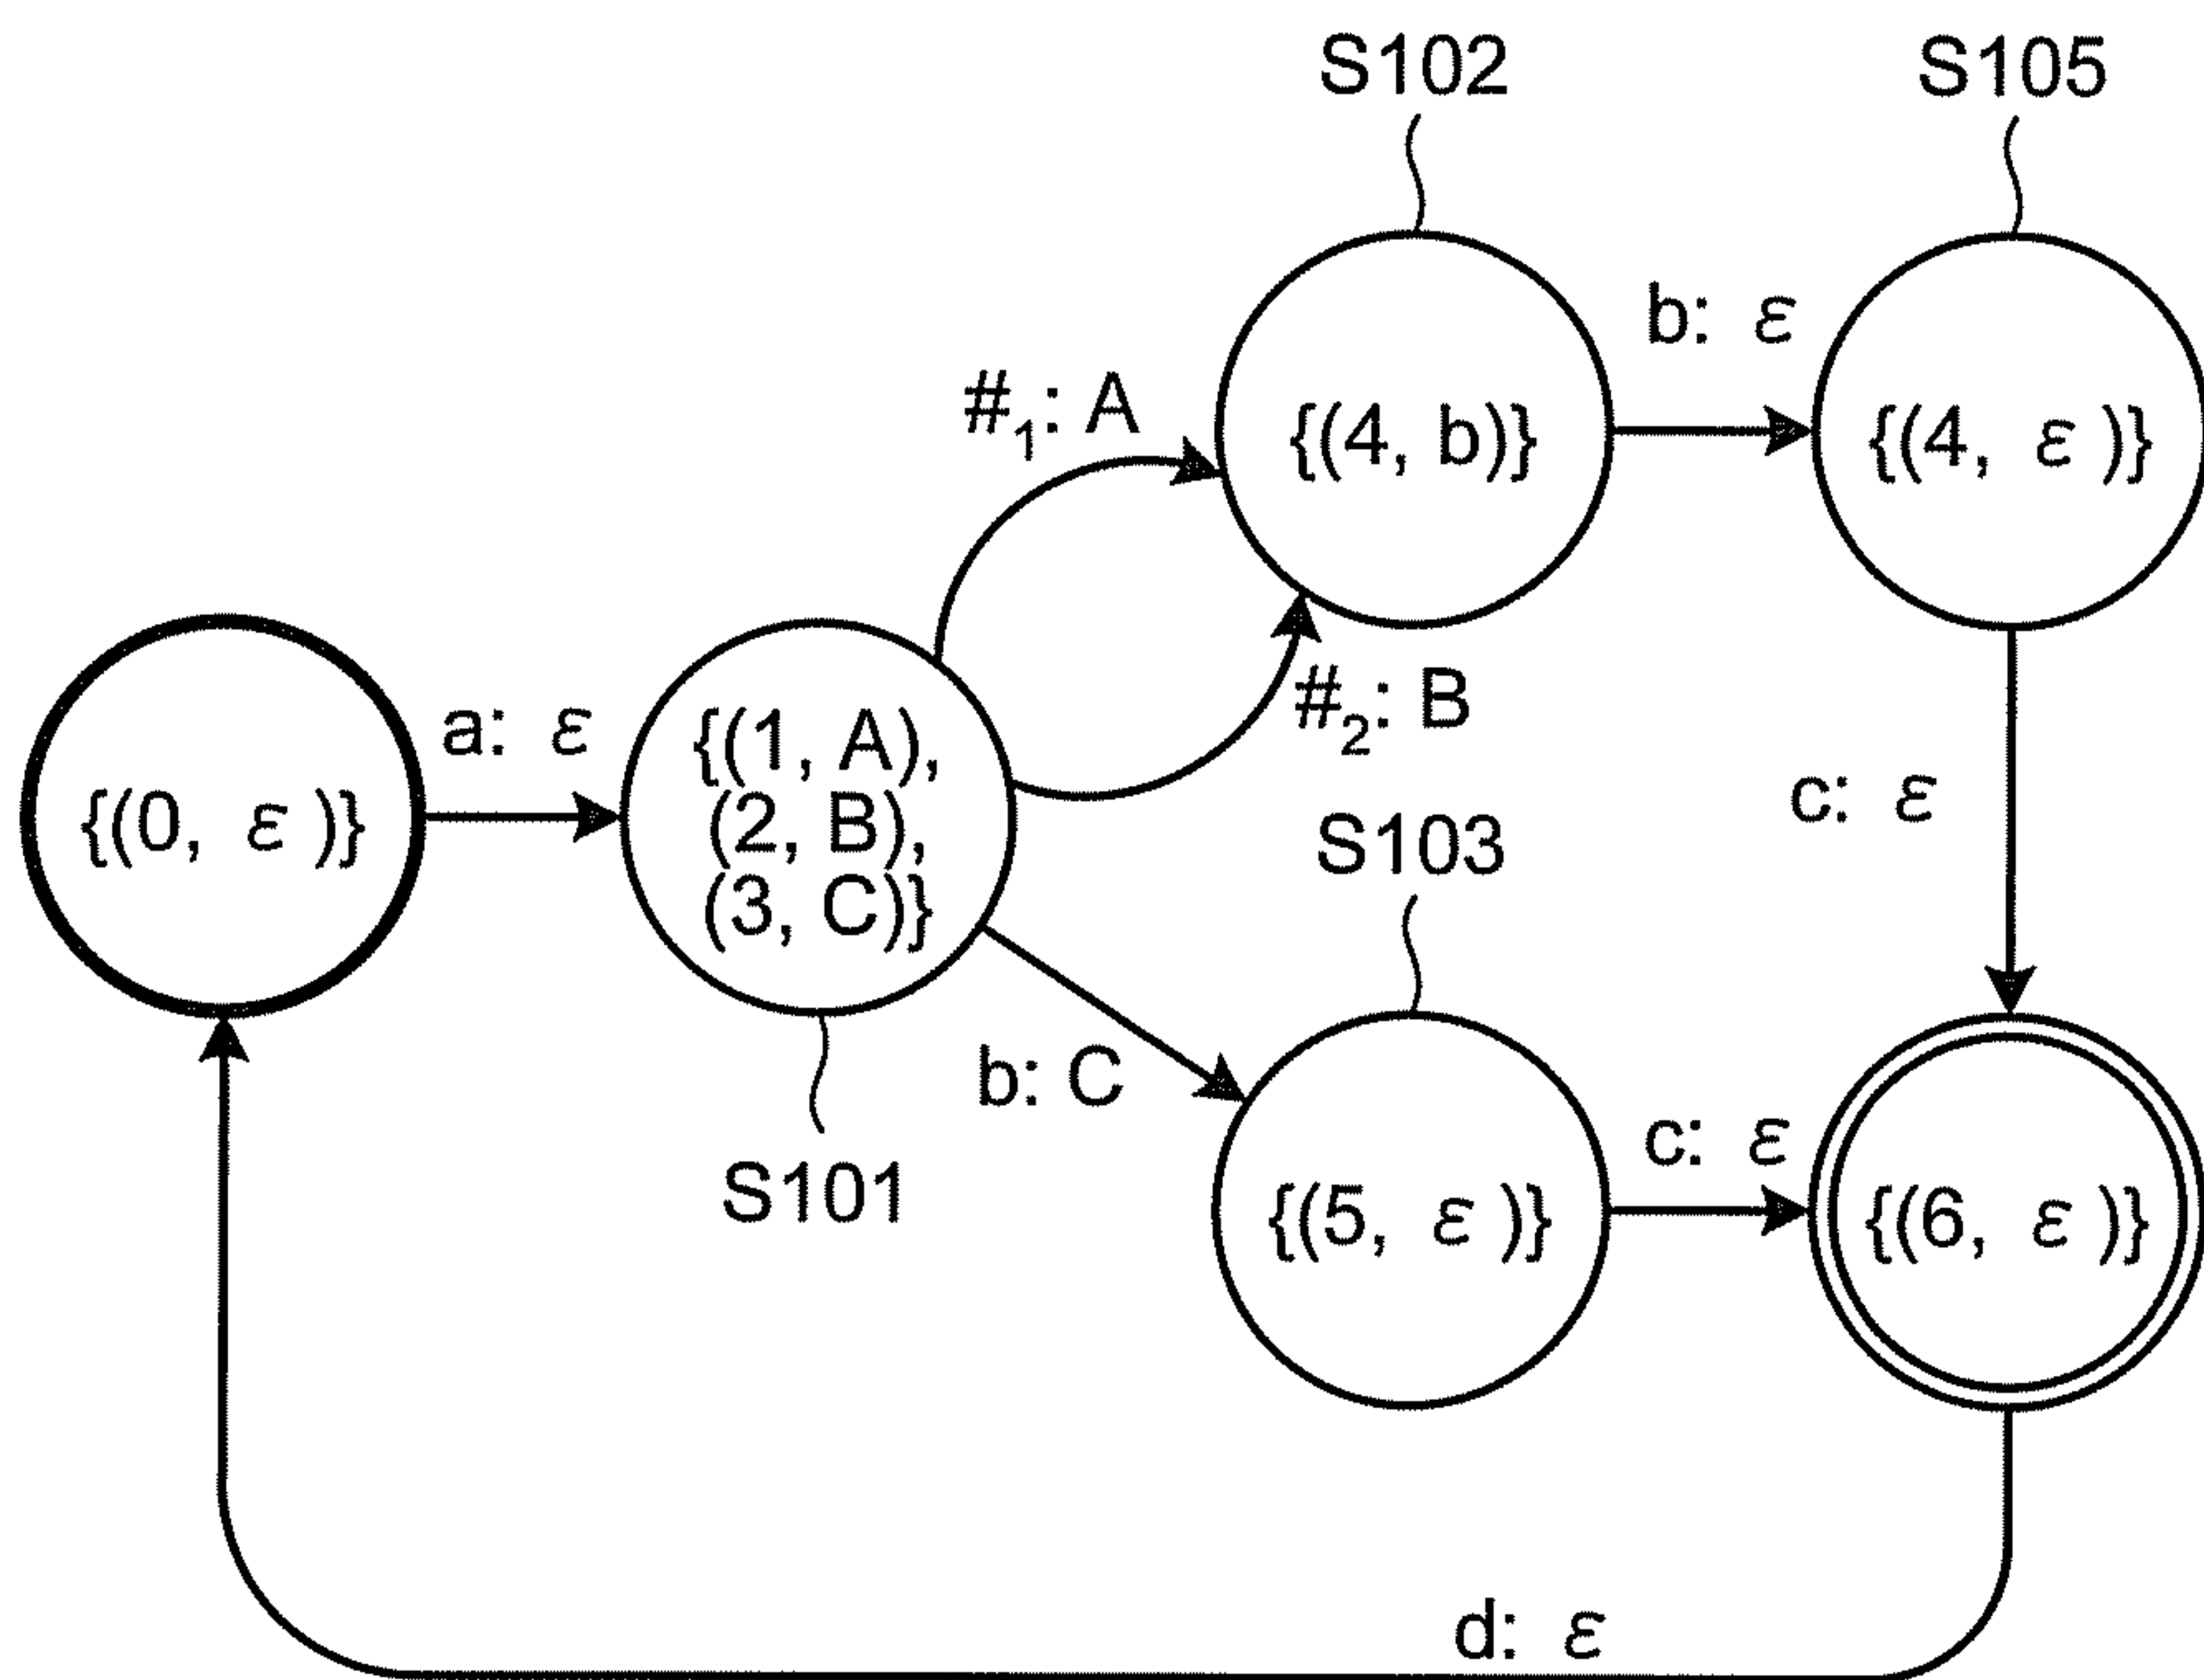 S102
S105
b: ε
#₁: A
{(4, b)}
{(4, ε )}
#₂: B
a: ε
{(1, A),
(2, B),
(3, C)}
{(0, ε )}
c: ε
S103
b: C
c: ε
S101
{(5, ε )}
{(6, ε )}
d: ε